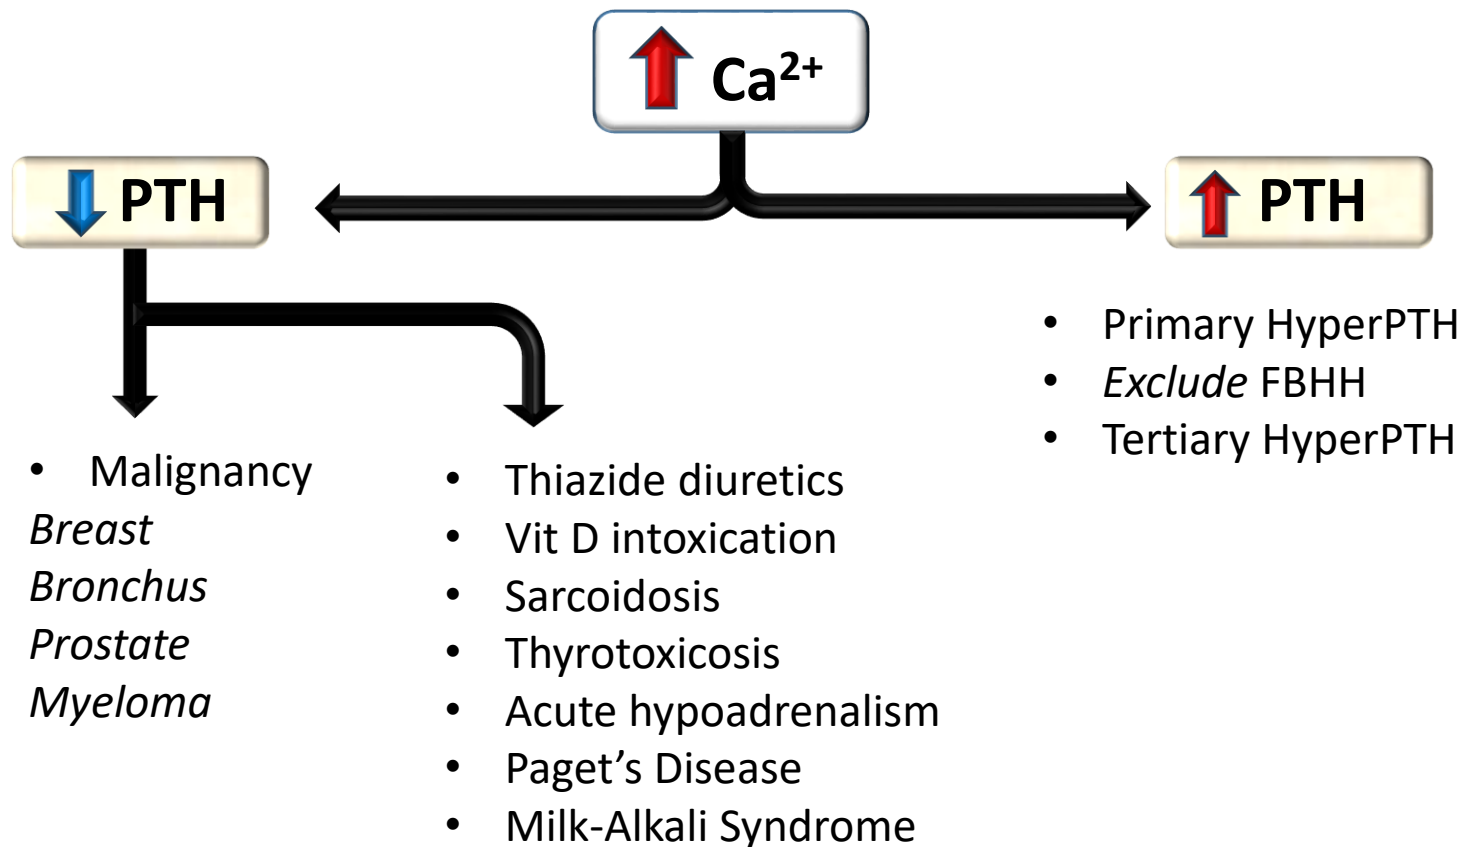 Ca²⁺
PTH
PTH
• Primary HyperPTH
• Exclude FBHH
• Tertiary HyperPTH
• Malignancy
Breast
Bronchus
Prostate
Myeloma
• Thiazide diuretics
• Vit D intoxication
• Sarcoidosis
• Thyrotoxicosis
• Acute hypoadrenalism
• Paget’s Disease
• Milk-Alkali Syndrome